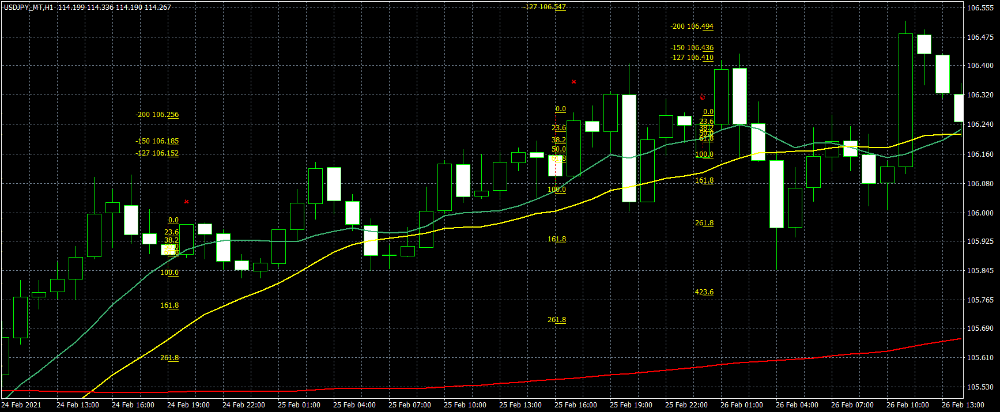 USDJPY_MT,H1 114.199 114.336 114.190 114.267
-127 106.547
106.555
-200 106.494
106.475
-150 106.436
-127 106.410
106.400
106.320
0.0
0.0
-200 106.256
23.6
23.6
38.2
50.0
61.8
106.240
-150 106.185
38.2
50.0
-127 106.152
100.0
106.160
161.8
106.080
100.0
106.000
0.0
261.8
23.6
38.2
161.8
105.925
100.0
105.845
423.6
105.765
161.8
261.8
105.690
261.8
105.610
105.530
24 Feb 2021
24 Feb 13:00
24 Feb 16:00
24 Feb 19:00
24 Feb 22:00
25 Feb 01:00
25 Feb 04:00
25 Feb 07:00
25 Feb 10:00
25 Feb 13:00
25 Feb 16:00
25 Feb 19:00
25 Feb 22:00
26 Feb 01:00
26 Feb 04:00
26 Feb 07:00
26 Feb 10:00
26 Feb 13:00